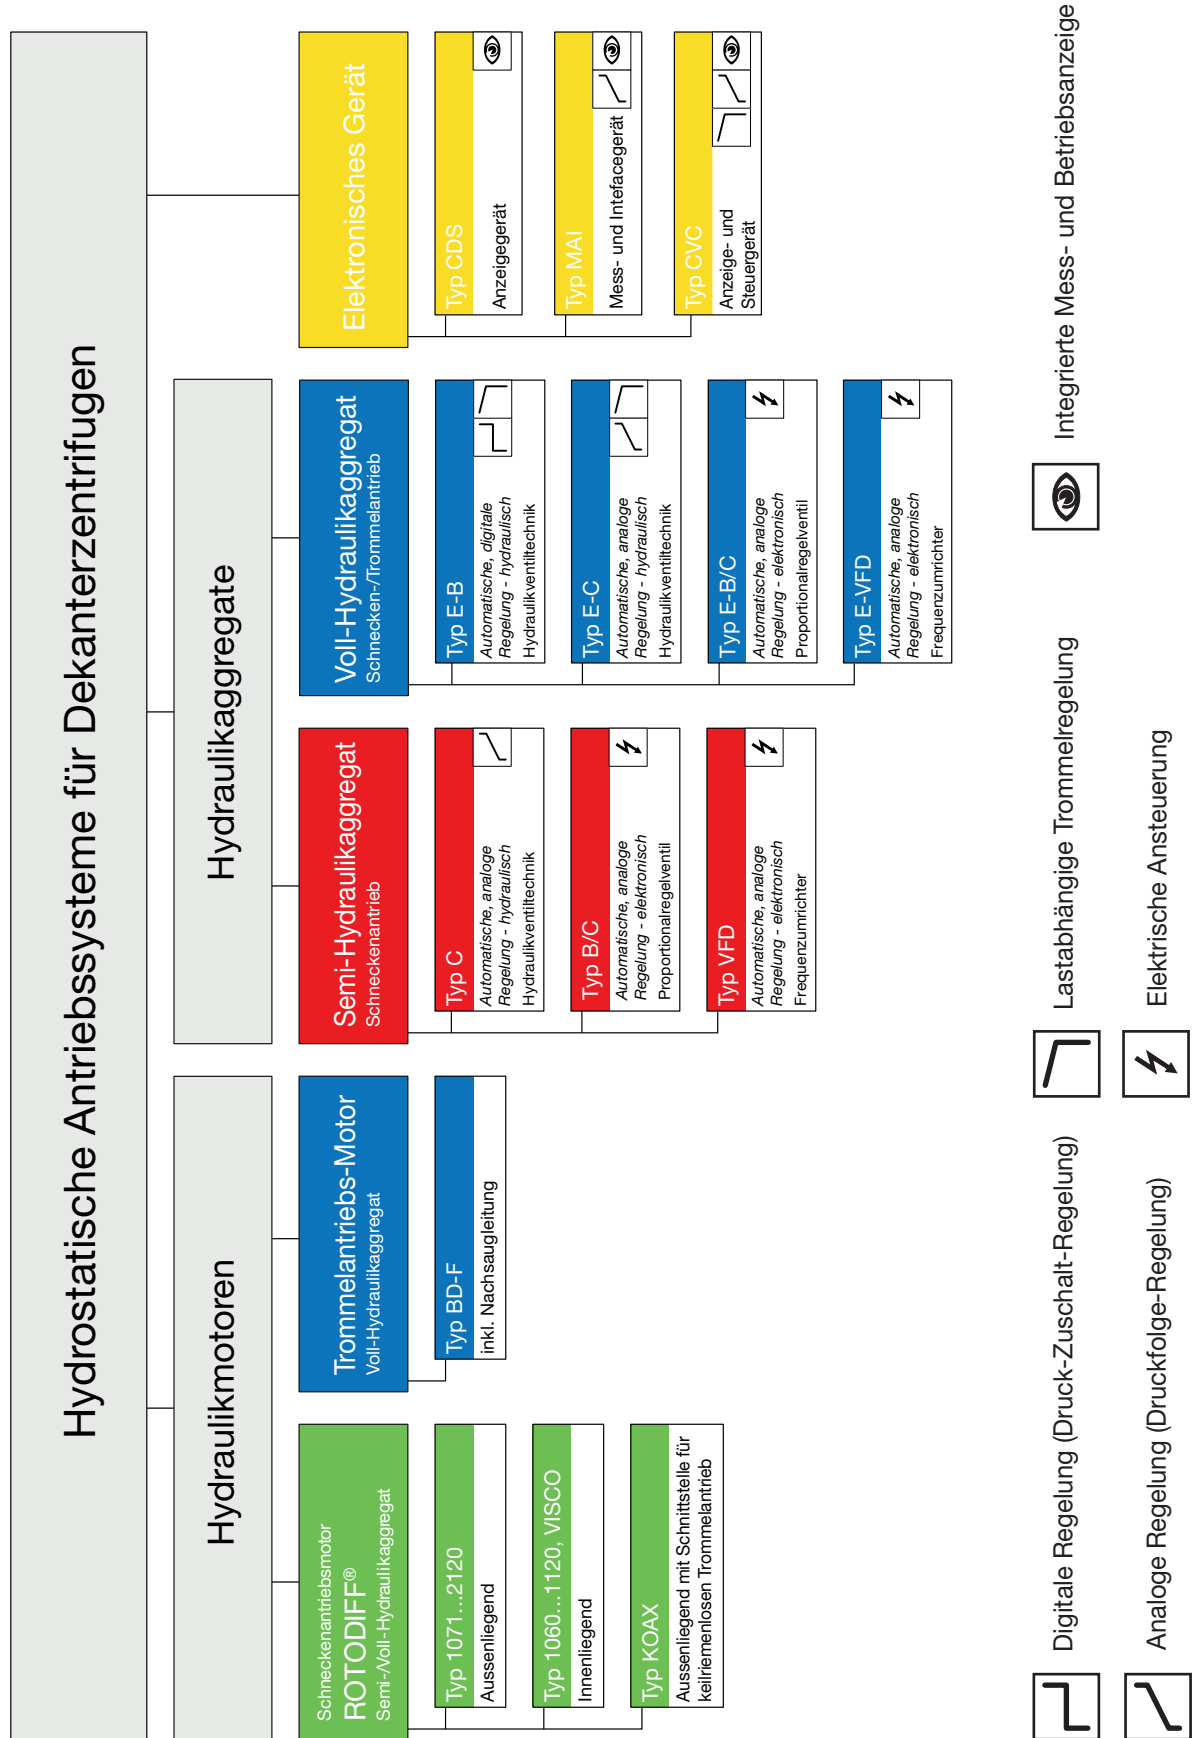 Hydrostatische Antriebssysteme für Dekanterzentrifugen
Hydraulikmotoren
Hydraulikaggregate
Schneckenantriebsmotor
ROTODIFF®
Semi-/Voll-Hydraulikaggregat
Typ 1071...2120
Aussenliegend
Typ 1060...1120, VISCO
Innenliegend
Typ KOAX
Aussenliegend mit Schnittstelle für
keilriemenlosen Trommelantrieb
Trommelantriebs-Motor
Voll-Hydraulikaggregat
Typ BD-F
inkl. Nachsaugleitung
Semi-Hydraulikaggregat
Schneckenantrieb
Typ C
Automatische, analoge
Regelung - hydraulisch
Hydraulikventiltechnik
Typ B/C
Automatische, analoge
Regelung - elektronisch
Proportionalregelventil
Typ VFD
Automatische, analoge
Regelung - elektronisch
Frequenzumrichter
Voll-Hydraulikaggregat
Schnecken-/Trommelantrieb
Typ E-B
Automatische, digitale
Regelung - hydraulisch
Hydraulikventiltechnik
Typ E-C
Automatische, analoge
Regelung - hydraulisch
Hydraulikventiltechnik
Typ E-B/C
Automatische, analoge
Regelung - elektronisch
Proportionalregelventil
Typ E-VFD
Automatische, analoge
Regelung - elektronisch
Frequenzumrichter
Elektronisches Gerät
Typ CDS
Anzeigegerät
Typ MAI
Mess- und Intefacegerät
Typ CVC
Anzeige- und
Steuergerät
Digitale Regelung (Druck-Zuschalt-Regelung)
Lastabhängige Trommelregelung
Integrierte Mess- und Betriebsanzeige
Analoge Regelung (Druckfolge-Regelung)
Elektrische Ansteuerung